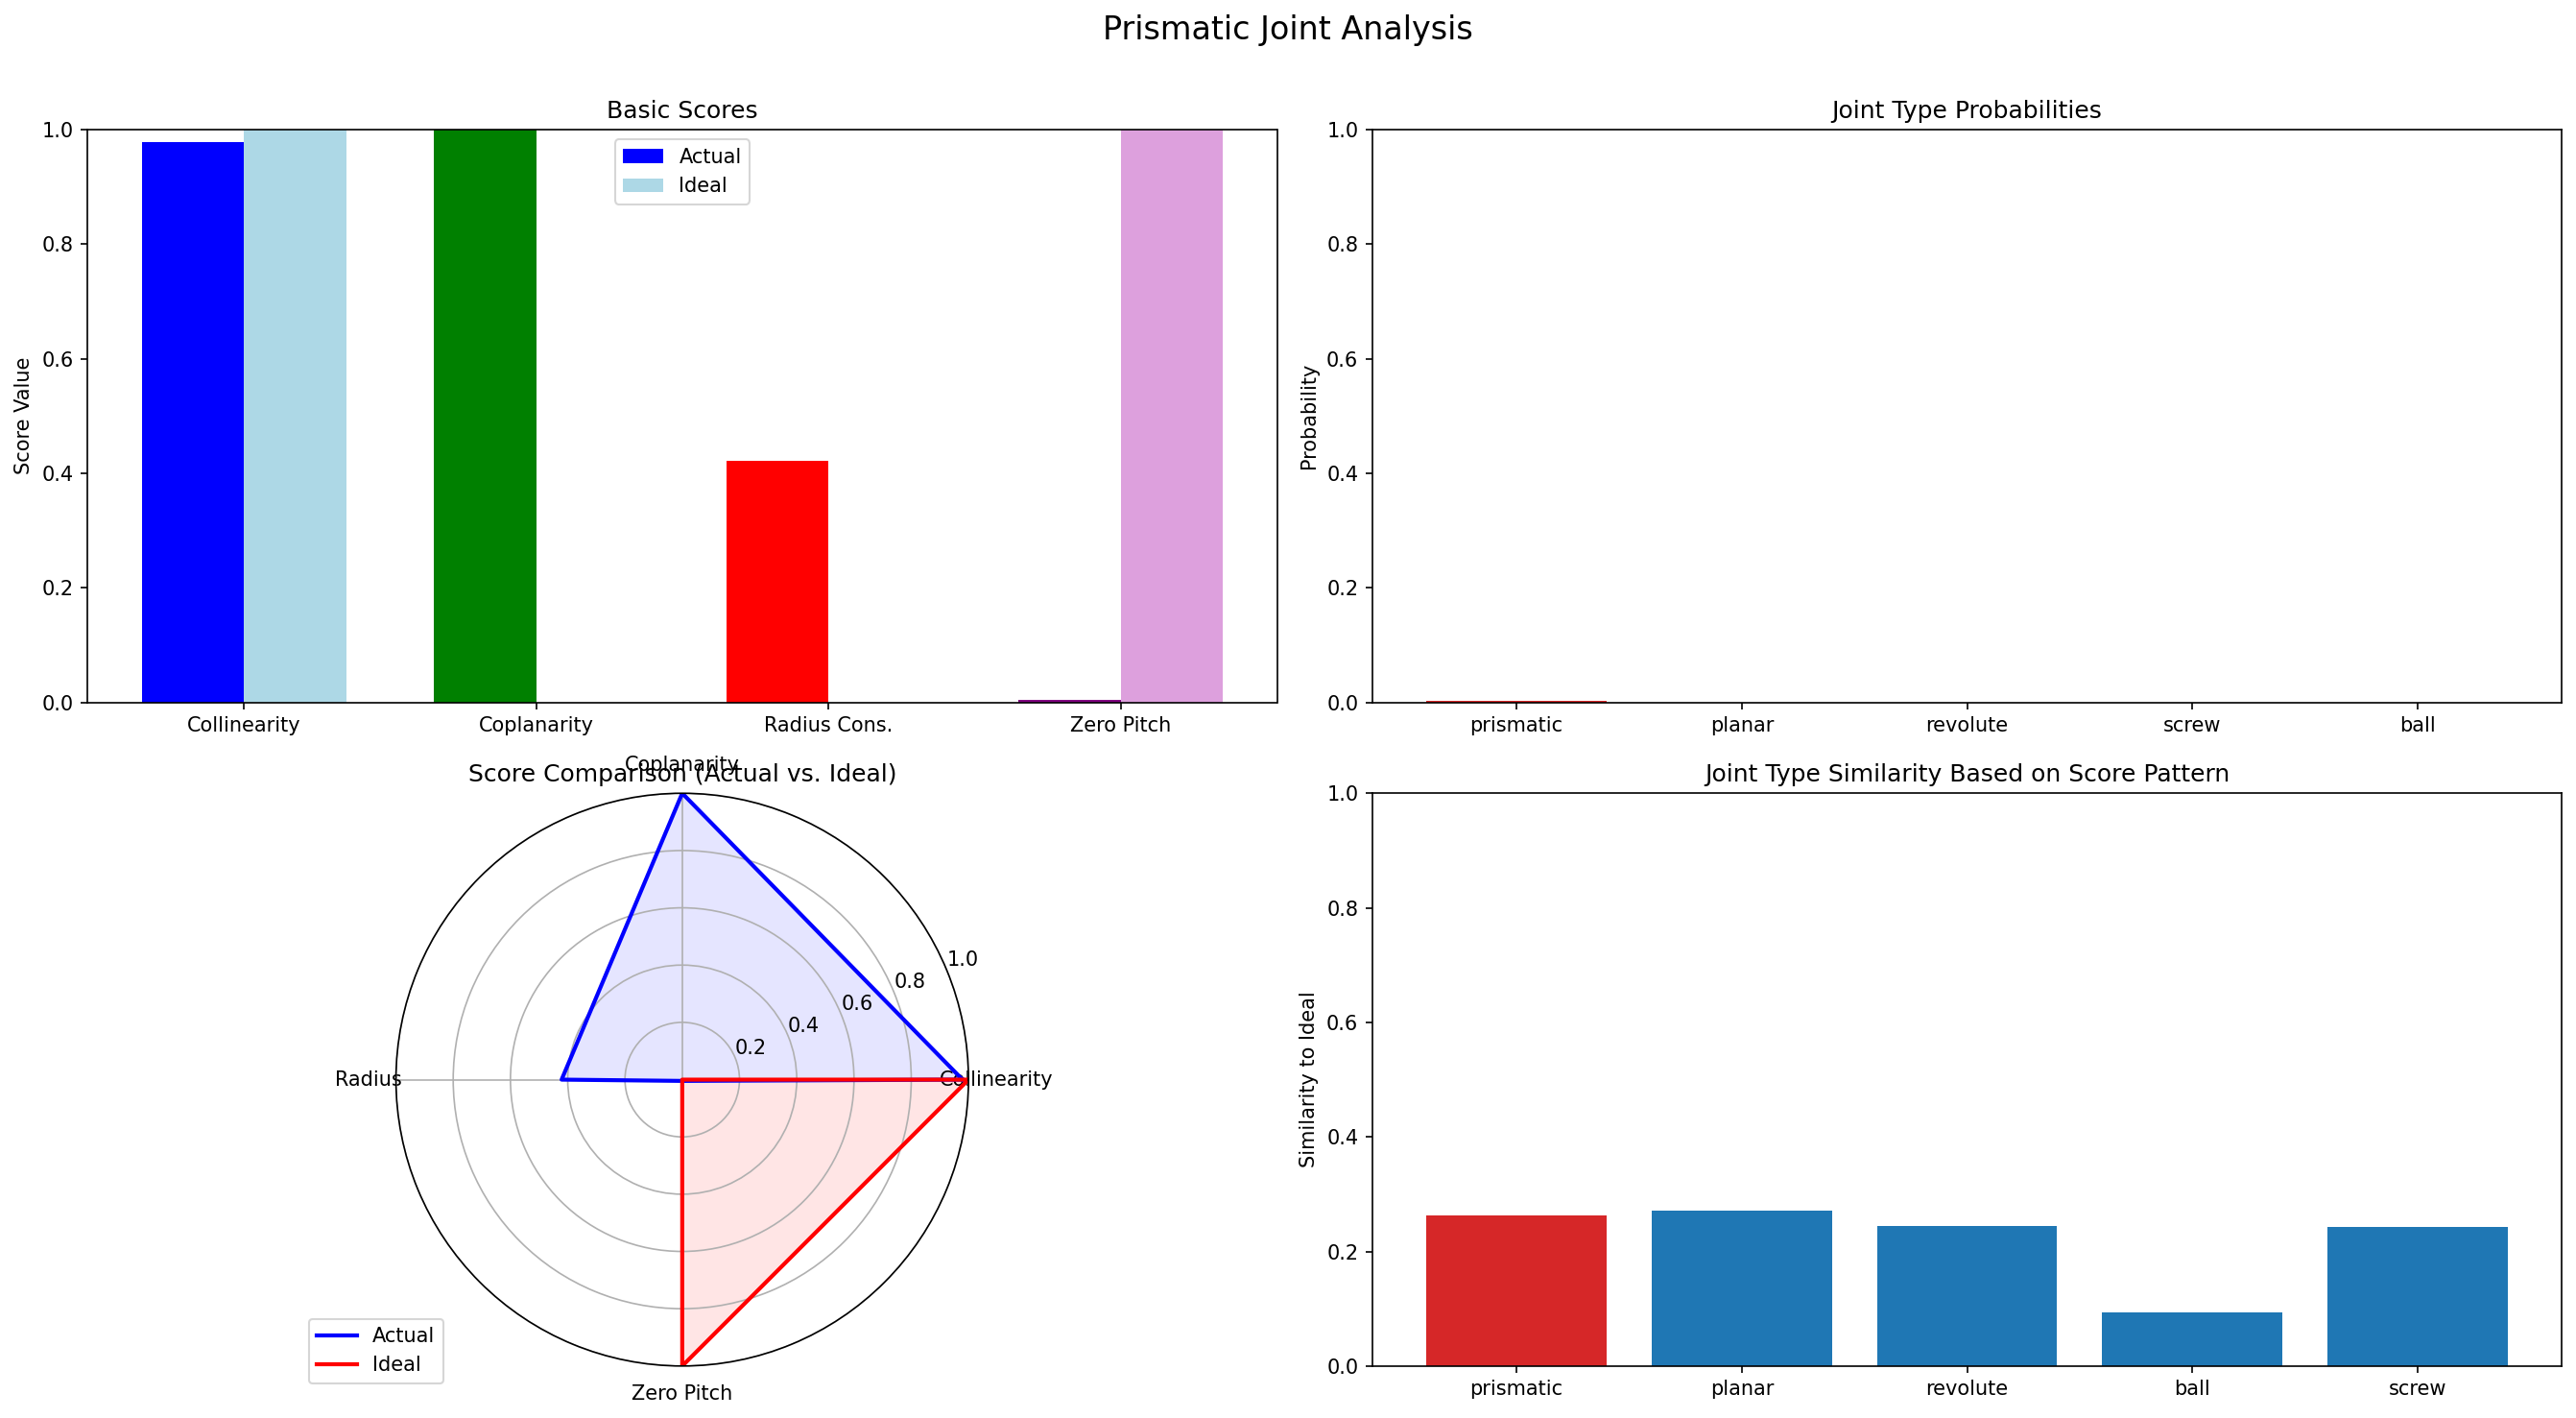 Prismatic Joint Analysis
Basic Scores
1.0
0.8
0.6
0.4
0.2
0.0
Score Value
Actual
Ideal
Collinearity
Coplanarity
Radius Cons.
Zero Pitch
Joint Type Probabilities
1.0
0.8
0.6
0.4
0.2
0.0
Probability
prismatic
planar
revolute
screw
ball
Score Comparison (Actual vs. Ideal)
Coplanarity
1.0
0.8
0.6
0.4
0.2
Radius
Collinearity
Zero Pitch
Actual
Ideal
Joint Type Similarity Based on Score Pattern
1.0
0.8
0.6
0.4
0.2
0.0
Similarity to Ideal
prismatic
planar
revolute
ball
screw